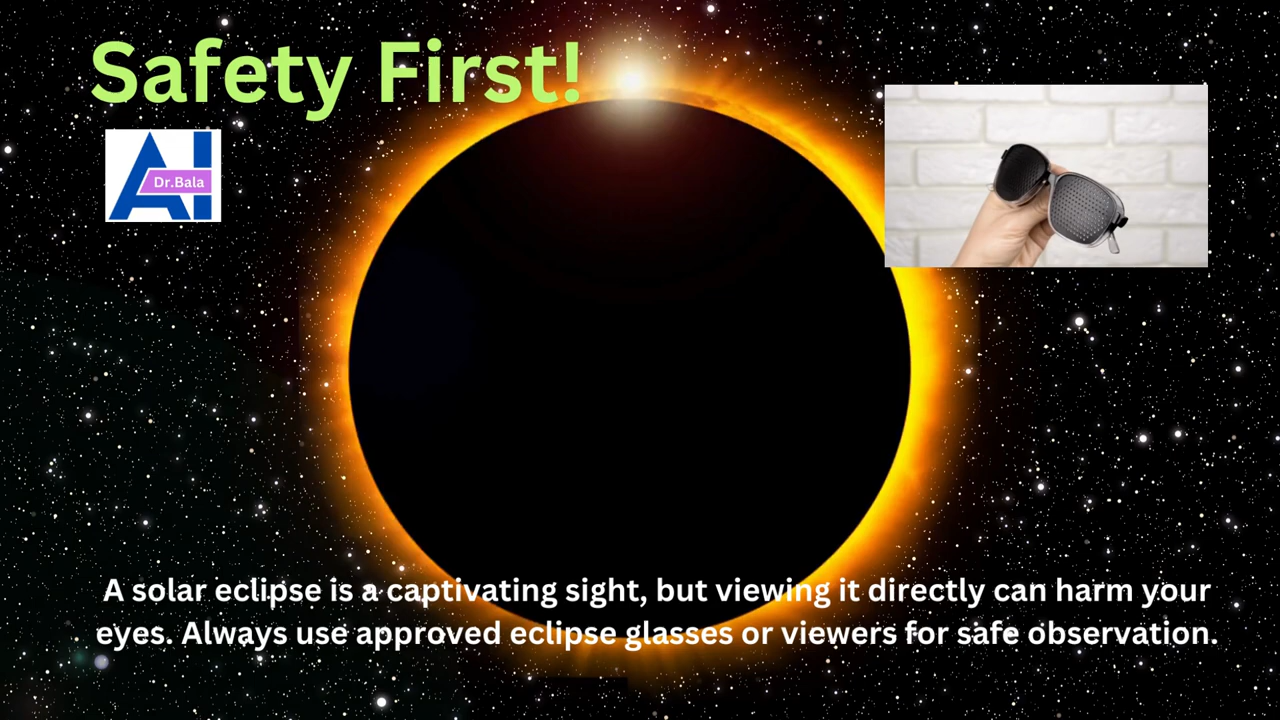 Safety First!
AI
Dr.Bala
A solar eclipse is a captivating sight, but viewing it directly can harm your
eyes. Always use approved eclipse glasses or viewers for safe observation.